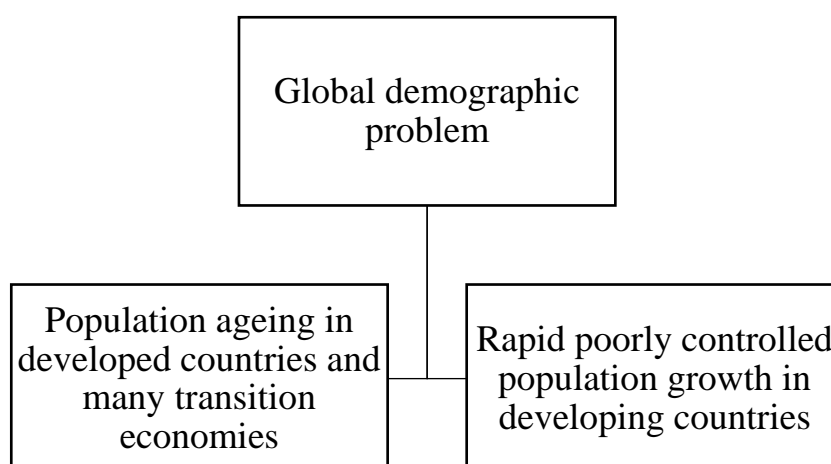 Global demographic
problem
Population ageing in
developed countries and
many transition
economies
Rapid poorly controlled
population growth in
developing countries